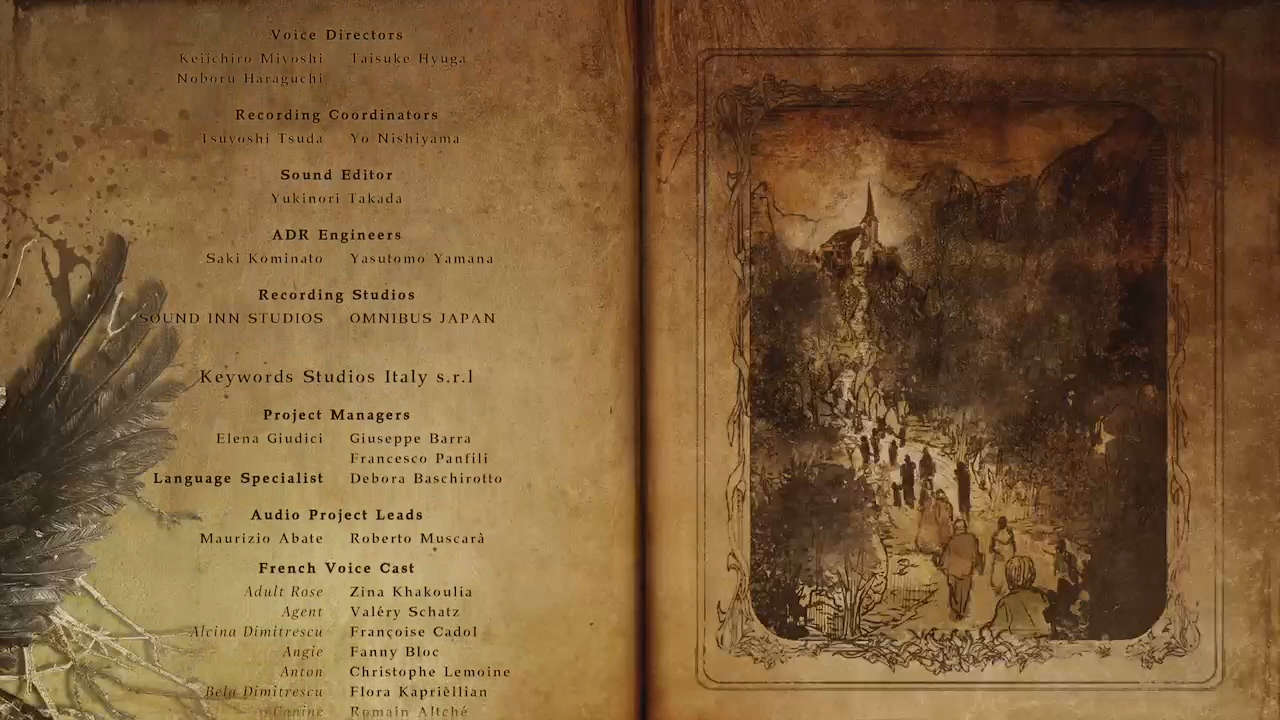 Voice Directors
Keiichiro Miyoshi Taisuke Hyuga
Noboru Haraguchi
Recording Coordinators
Tsuyoshi Tsuda Yo Nishiyama
Sound Editor
Yukinori Takada
ADR Engineers
Saki Kominato Yasutomo Yamana
Recording Studios
SOUND INN STUDIOS OMNIBUS JAPAN
Keywords Studios Italy s.r.l
Project Managers
Elena Giudici Giuseppe Barra
Francesco Panfili
Language Specialist Debora Baschirotto
Audio Project Leads
Maurizio Abate Roberto Muscarà
French Voice Cast
Adult Rose Zina Khakoulia
Agent Valéry Schatz
Alcina Dimitrescu Françoise Cadol
Angie Fanny Bloc
Anton Christophe Lemoine
Bela Dimitrescu Flora Kapriêllian
Canine Romain Altché